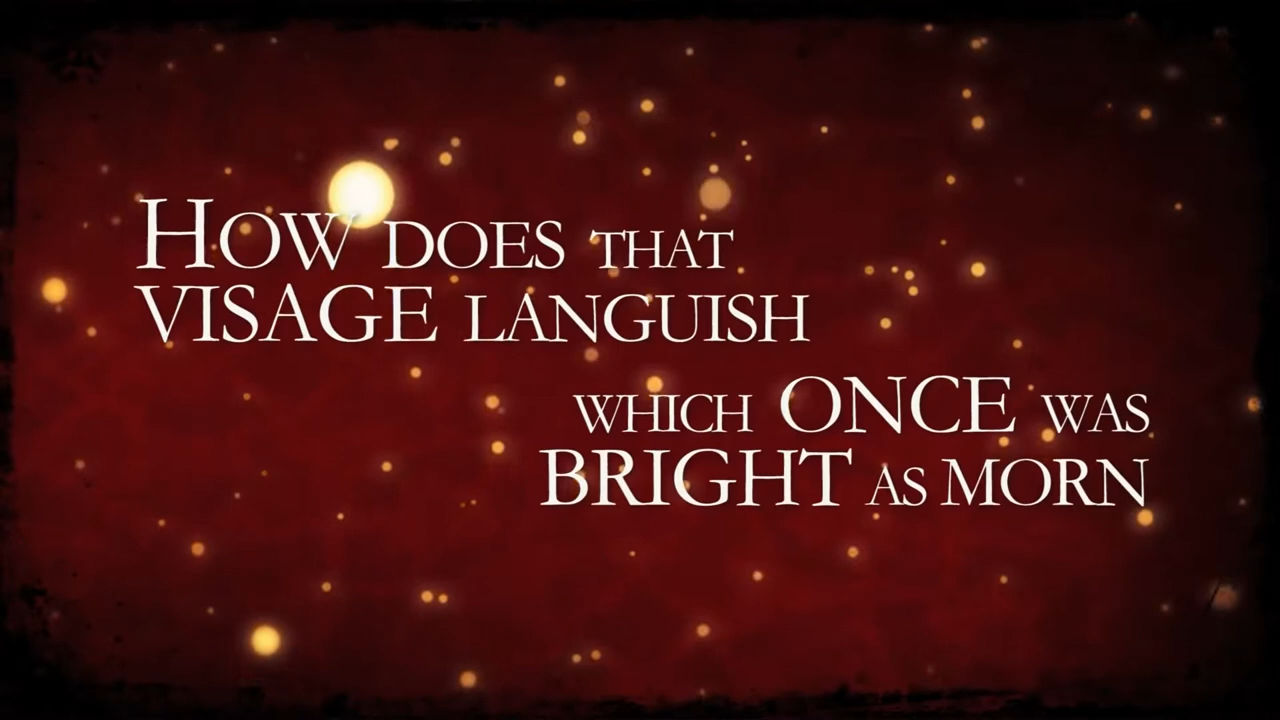 How does that
visage languish
which once was
bright as morn